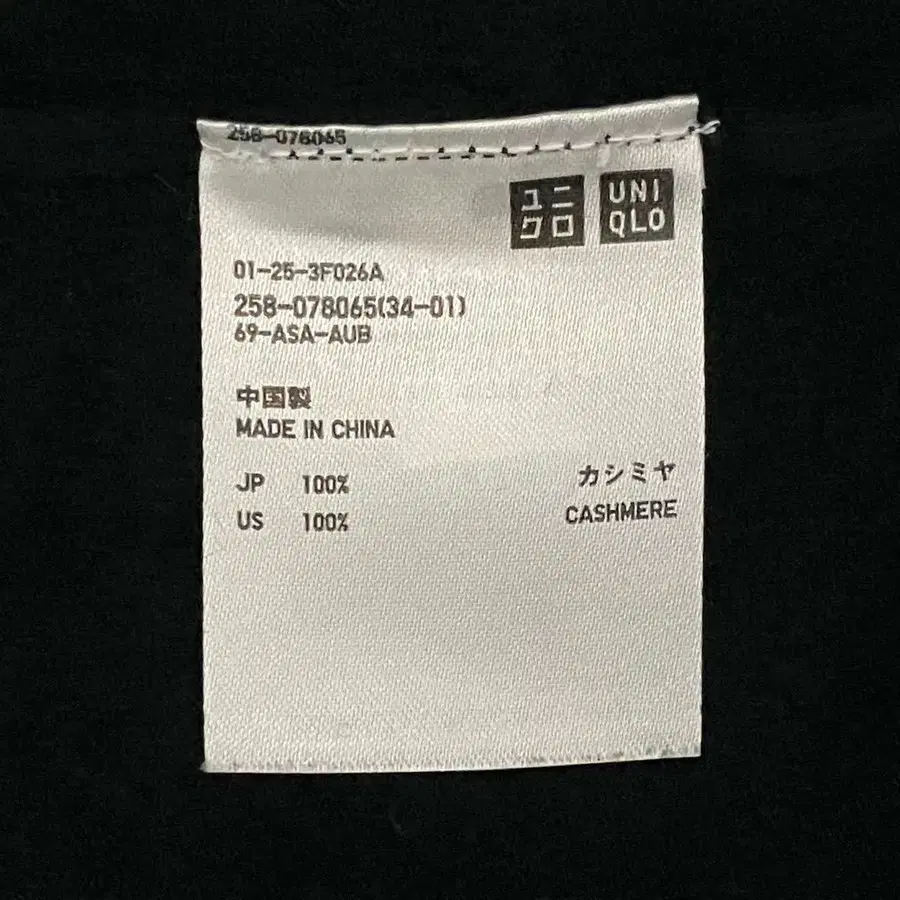 258-078065
ユニ
クロ
UNI
QLO
01-25-3F026A
258-078065(34-01)
69-ASA-AUB
中国製
MADE IN CHINA
JP 100% カシミヤ
US 100% CASHMERE